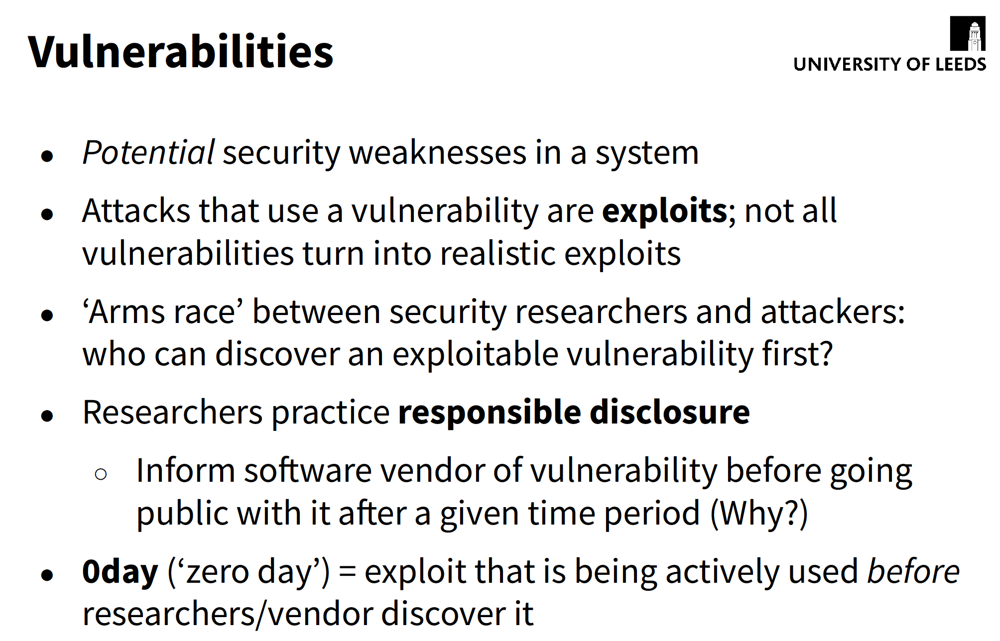 Vulnerabilities
UNIVERSITY OF LEEDS
● Potential security weaknesses in a system
● Attacks that use a vulnerability are exploits; not all
vulnerabilities turn into realistic exploits
● ‘Arms race’ between security researchers and attackers:
who can discover an exploitable vulnerability first?
● Researchers practice responsible disclosure
○ Inform software vendor of vulnerability before going
public with it after a given time period (Why?)
● 0day (‘zero day’) = exploit that is being actively used before
researchers/vendor discover it